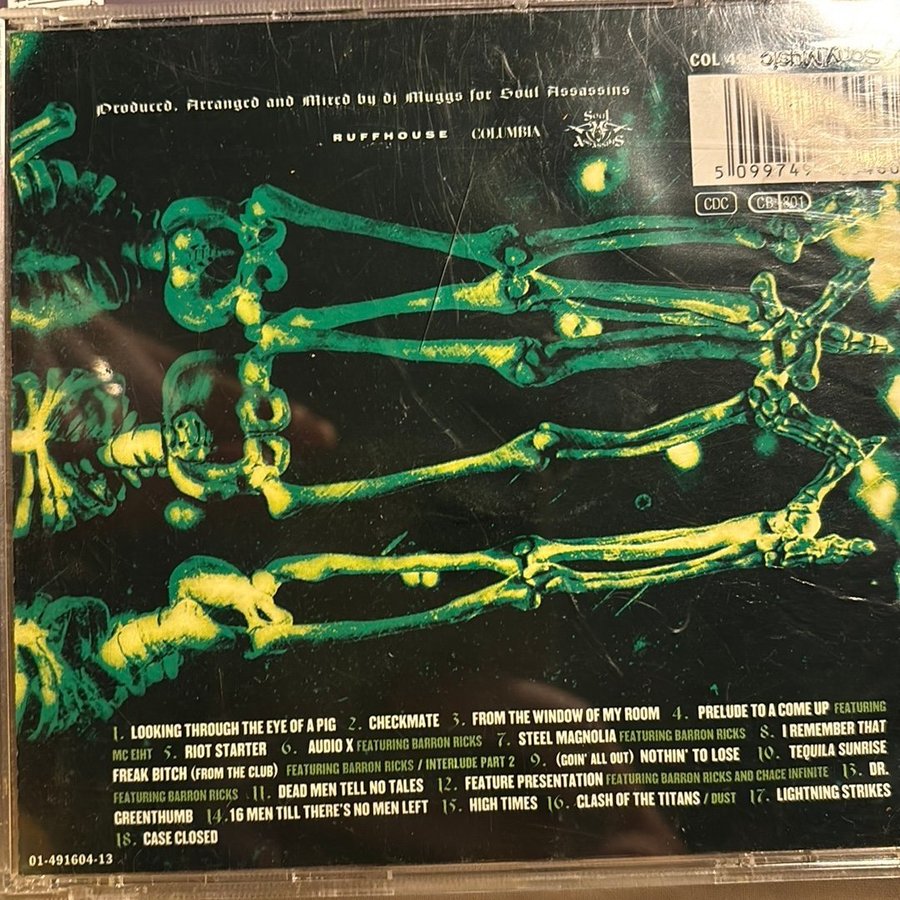 Produced, Arranged and Mixed by dj Muggs for Soul Assassins
RUFFHOUSE COLUMBIA Soul Assassins
COL
Sony Music
5 099749
CDC CB 801
1. LOOKING THROUGH THE EYE OF A PIG 2. CHECKMATE 3. FROM THE WINDOW OF MY ROOM 4. PRELUDE TO A COME UP FEATURING
MC EIHT 5. RIOT STARTER 6. AUDIO X FEATURING BARRON RICKS 7. STEEL MAGNOLIA FEATURING BARRON RICKS 8. I REMEMBER THAT
FREAK BITCH (FROM THE CLUB) FEATURING BARRON RICKS / INTERLUDE PART 2 9. (GOIN' ALL OUT) NOTHIN' TO LOSE 10. TEQUILA SUNRISE
FEATURING BARRON RICKS 11. DEAD MEN TELL NO TALES 12. FEATURE PRESENTATION FEATURING BARRON RICKS AND CHACE INFINITE 13. DR.
GREENTHUMB 14. 16 MEN TILL THERE'S NO MEN LEFT 15. HIGH TIMES 16. CLASH OF THE TITANS / DUST 17. LIGHTNING STRIKES
18. CASE CLOSED
01-491604-13